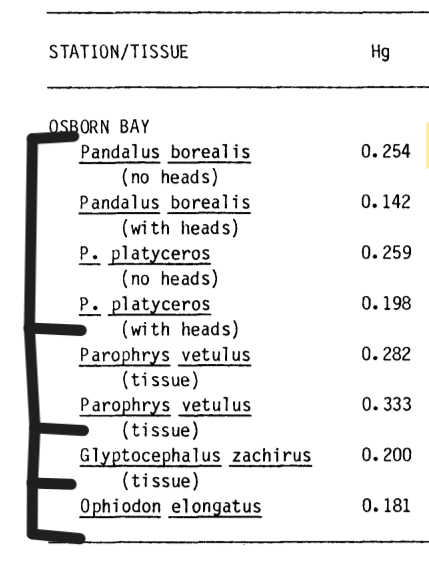 STATION/TISSUE Hg
OSBORN BAY
Pandalus borealis 0.254
(no heads)
Pandalus borealis 0.142
(with heads)
P. platyceros 0.259
(no heads)
P. platyceros 0.198
(with heads)
Parophrys vetulus 0.282
(tissue)
Parophrys vetulus 0.333
(tissue)
Glyptocephalus zachirus 0.200
(tissue)
Ophiodon elongatus 0.181